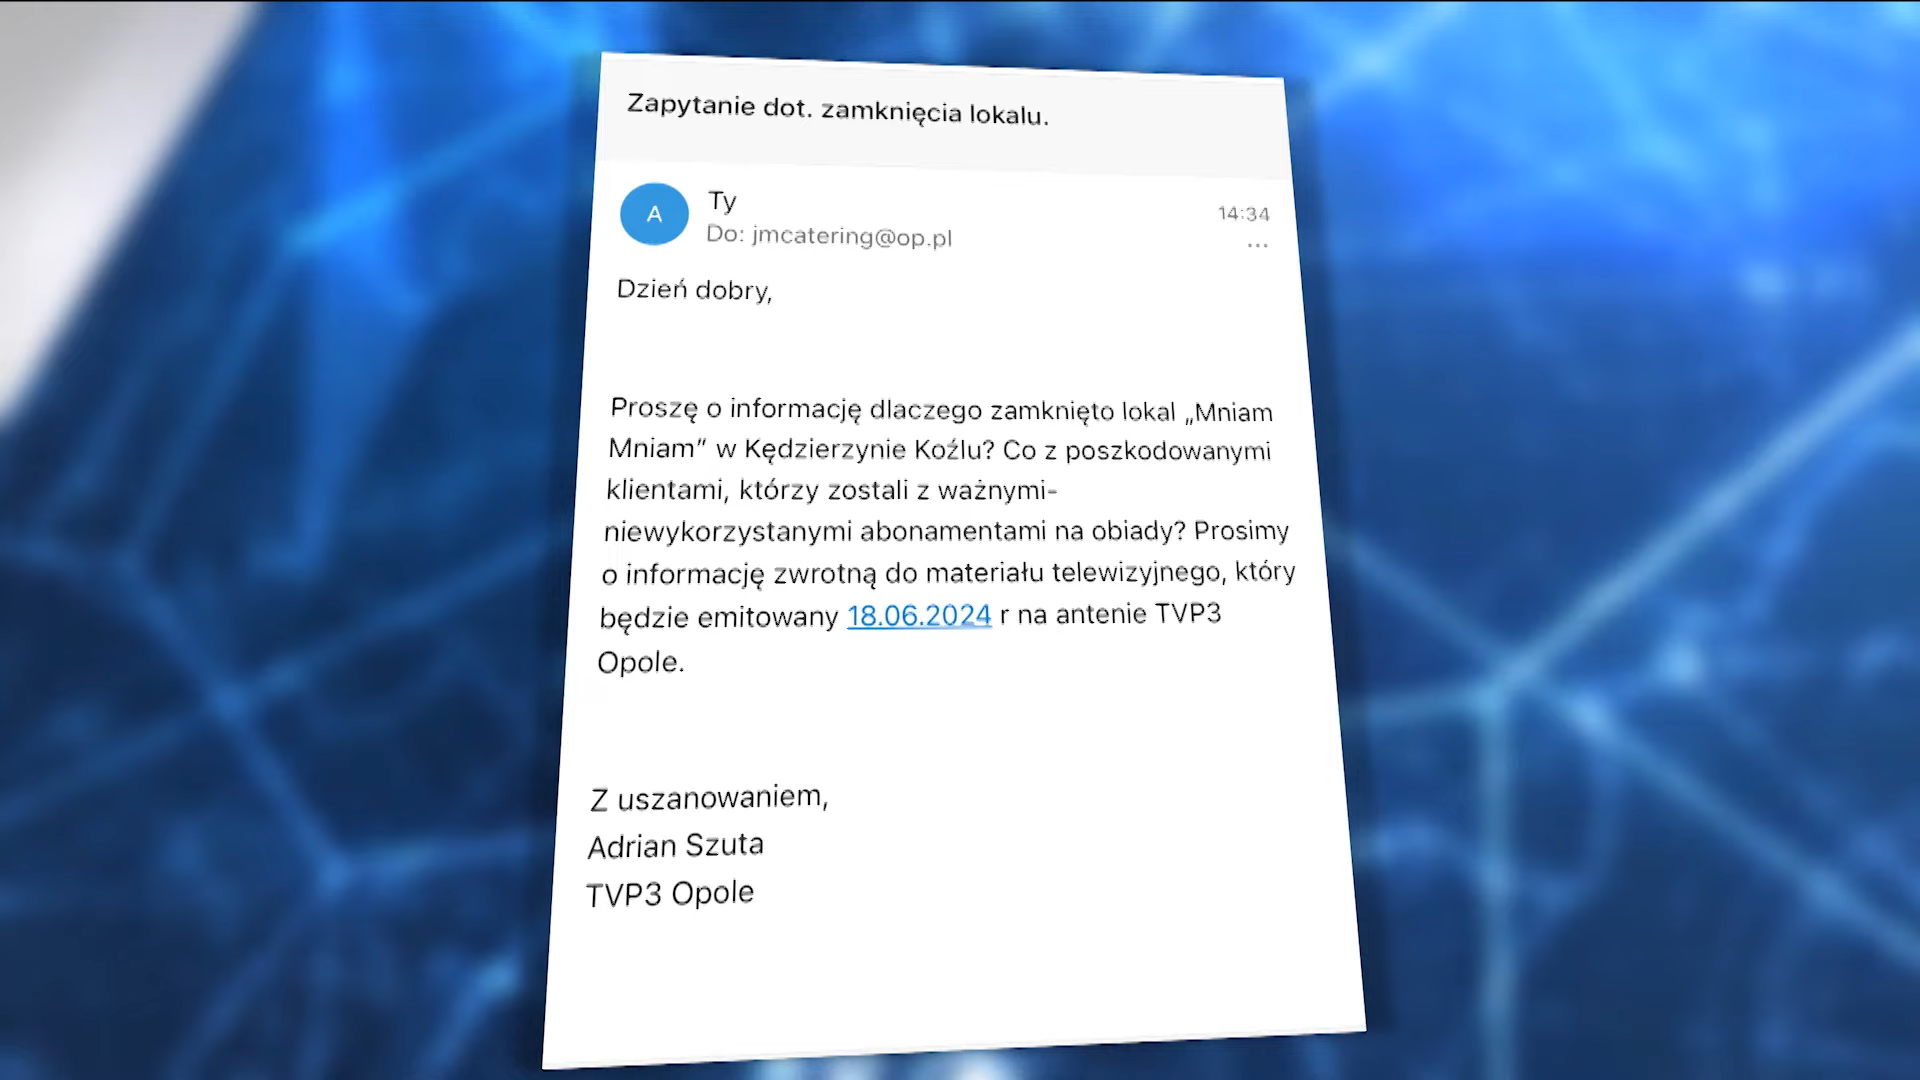 Zapytanie dot. zamknięcia lokalu.
A
Ty
14:34
Do: jmcatering@op.pl
...
Dzień dobry,
Proszę o informację dlaczego zamknięto lokal „Mniam
Mniam” w Kędzierzynie Koźlu? Co z poszkodowanymi
klientami, którzy zostali z ważnymi-
niewykorzystanymi abonamentami na obiady? Prosimy
o informację zwrotną do materiału telewizyjnego, który
będzie emitowany 18.06.2024 r na antenie TVP3
Opole.
Z uszanowaniem,
Adrian Szuta
TVP3 Opole